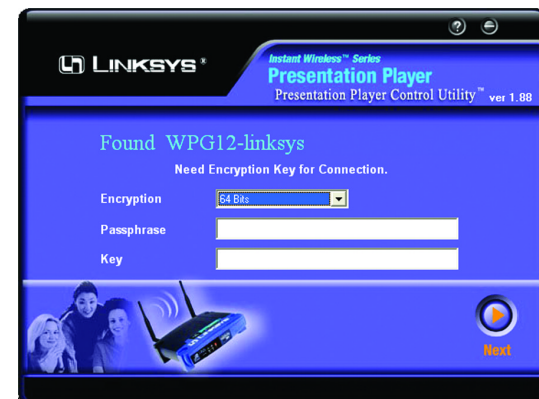 LINKSYS®
Instant Wireless™ Series
Presentation Player
Presentation Player Control Utility™ ver 1.88
Found WPG12-linksys
Need Encryption Key for Connection.
Encryption
64 Bits
Passphrase
Key
Next